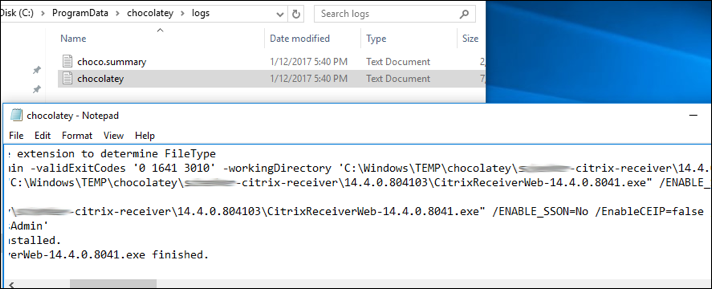 Disk (C:) > ProgramData > chocolatey > logs
Search logs
Name Date modified Type Size
choco.summary 1/12/2017 5:40 PM Text Document 2,
chocolatey 1/12/2017 5:40 PM Text Document 7,
chocolatey - Notepad
File Edit Format View Help
extension to determine FileType
in -validExitCodes '0 1641 3010' -workingDirectory 'C:\Windows\TEMP\chocolatey\ -citrix-receiver\14.4.0
"C:\Windows\TEMP\chocolatey\ -citrix-receiver\14.4.0.804103\CitrixReceiverWeb-14.4.0.8041.exe" /ENABLE_
-citrix-receiver\14.4.0.804103\CitrixReceiverWeb-14.4.0.8041.exe" /ENABLE_SSON=No /EnableCEIP=false
Admin'
nstalled.
erWeb-14.4.0.8041.exe finished.